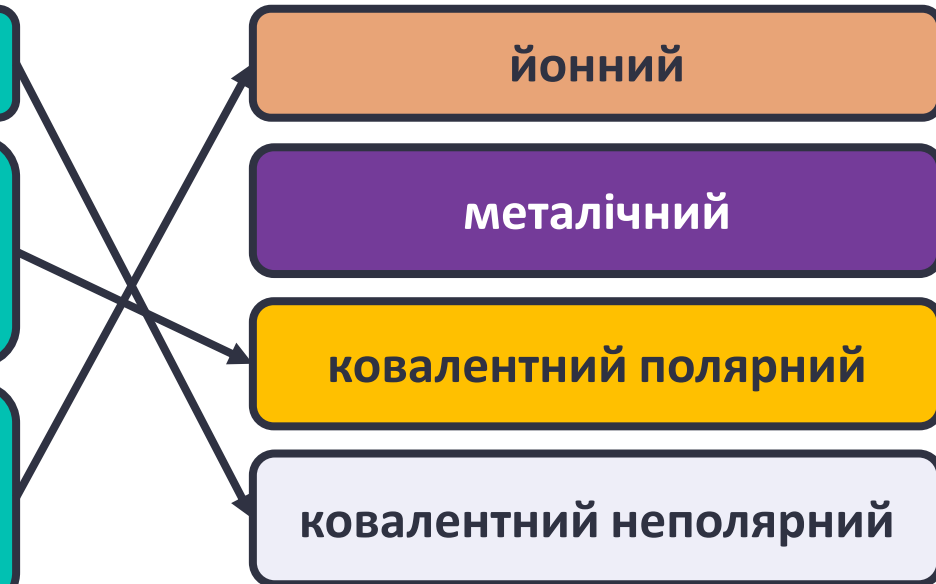 йонний
металічний
ковалентний полярний
ковалентний неполярний